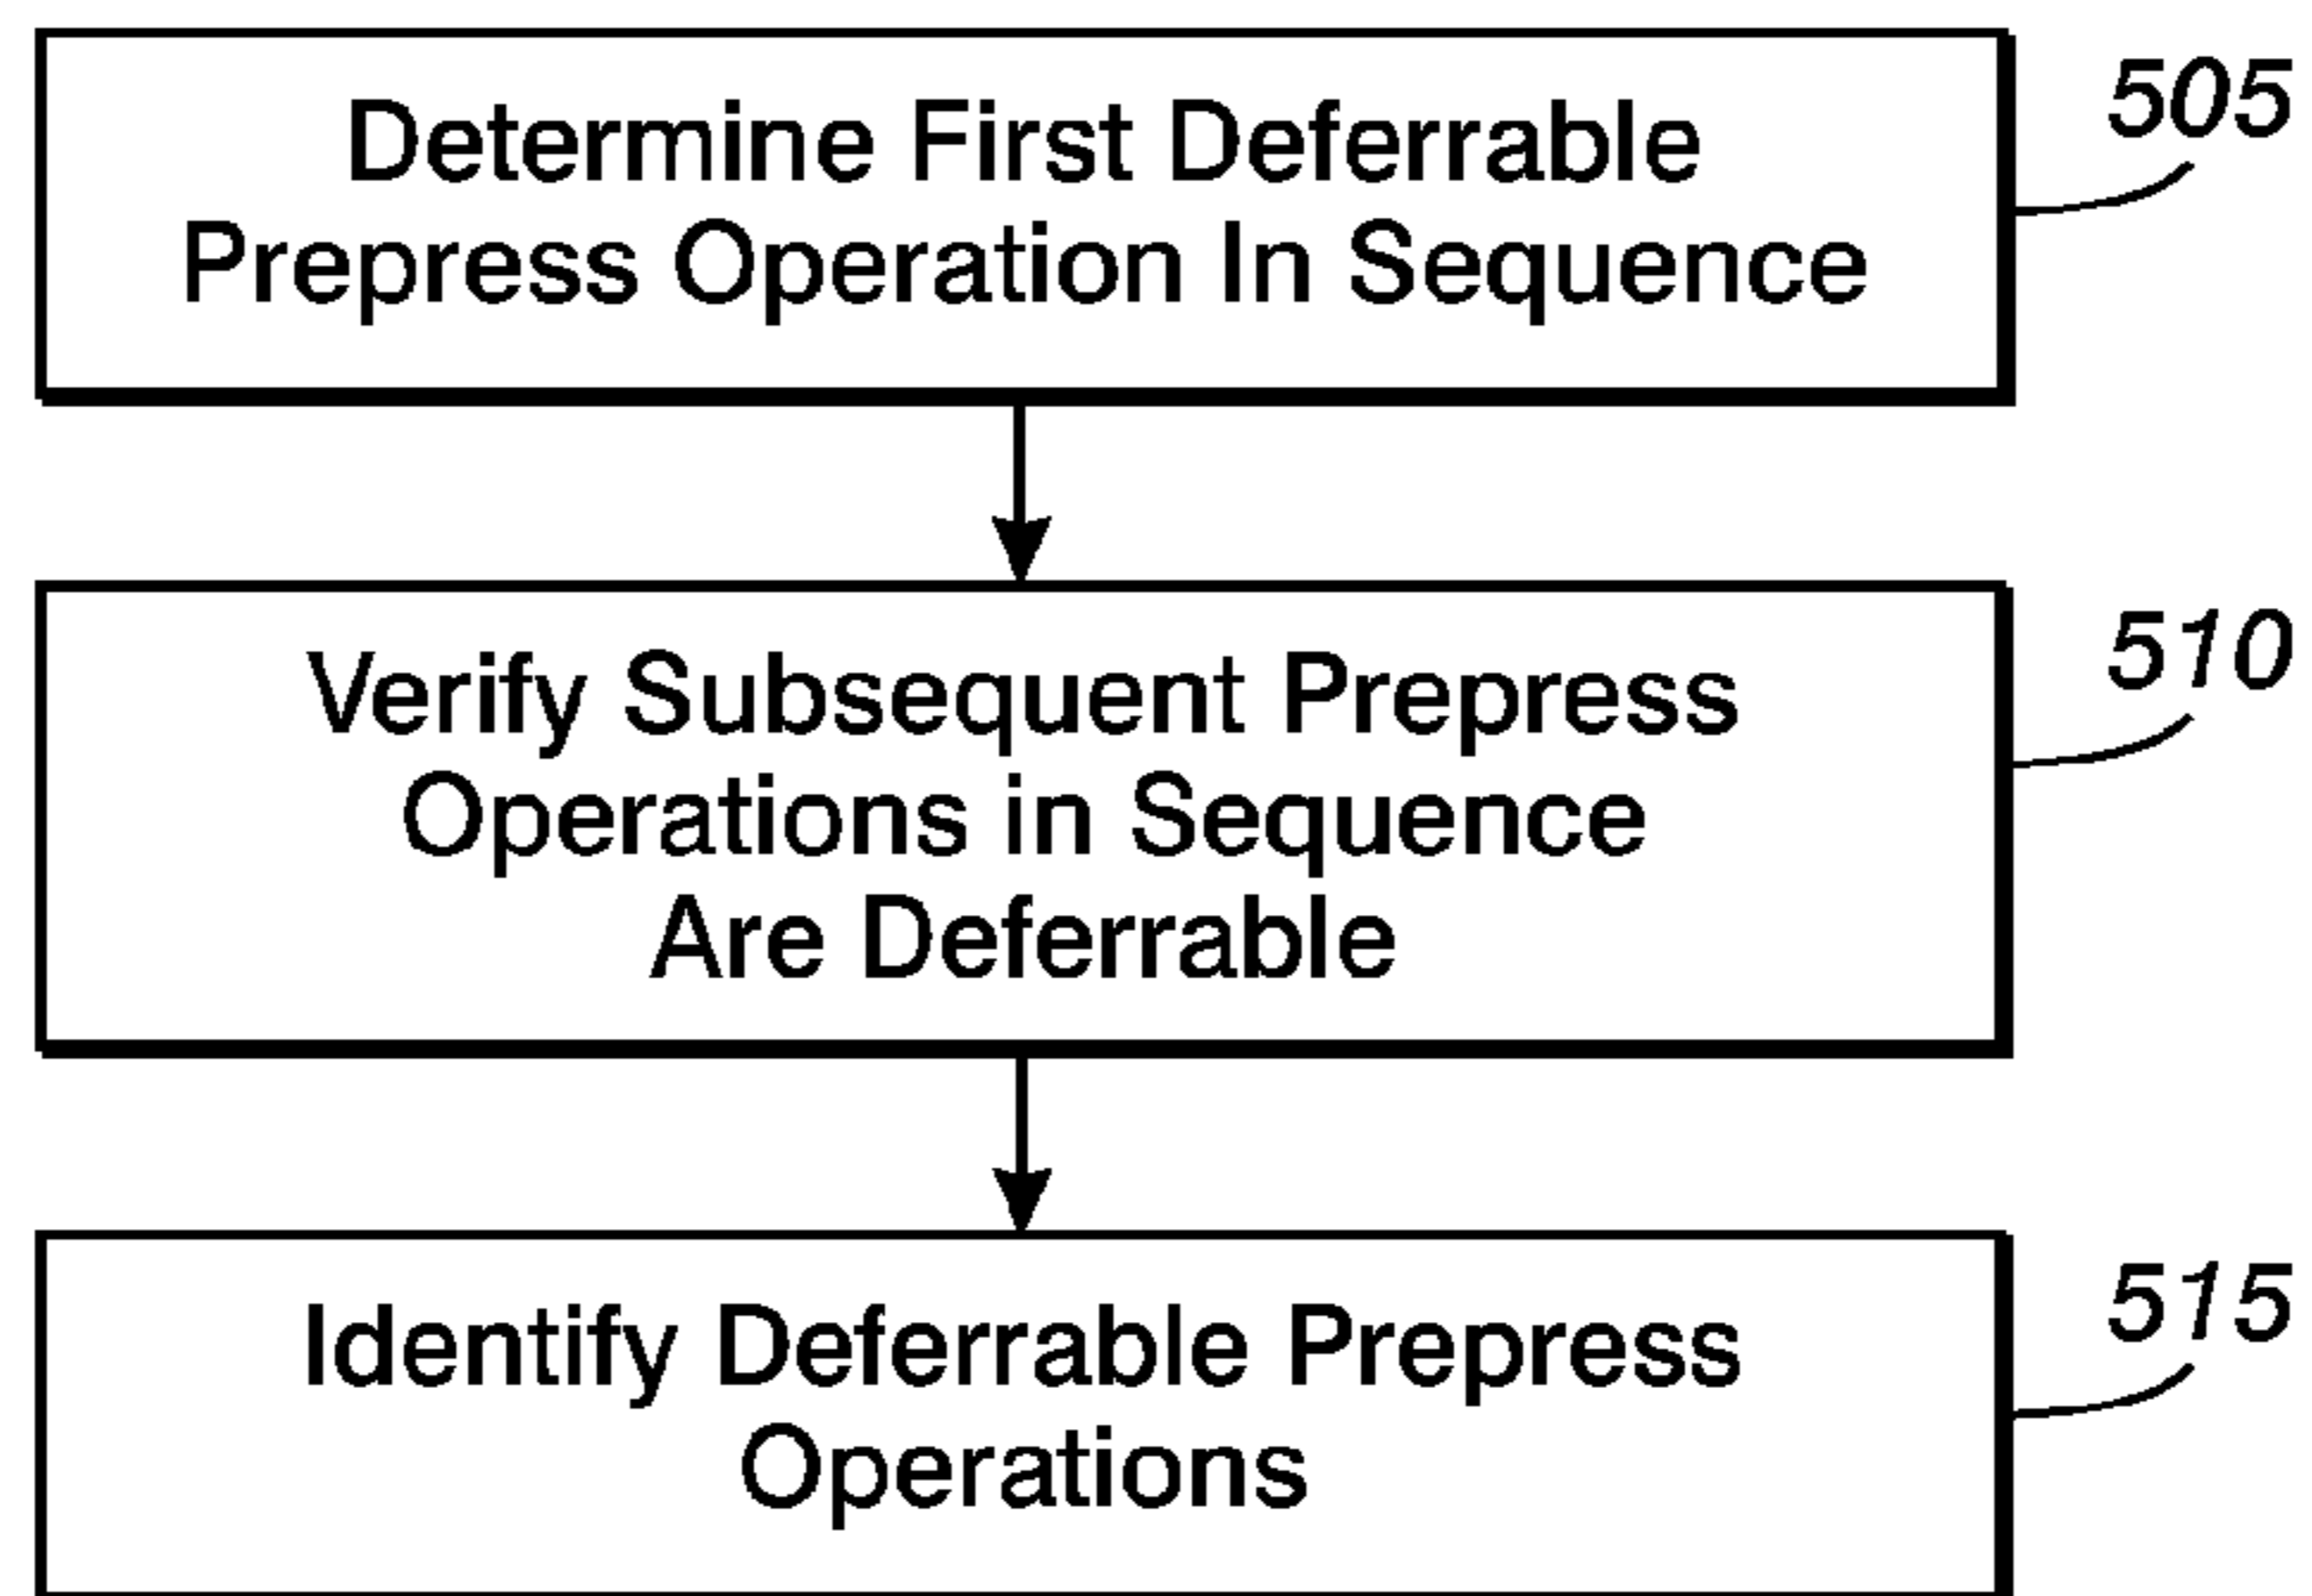 Determine First Deferrable
Prepress Operation In Sequence
505
Verify Subsequent Prepress
Operations in Sequence
Are Deferrable
510
Identify Deferrable Prepress
Operations
515